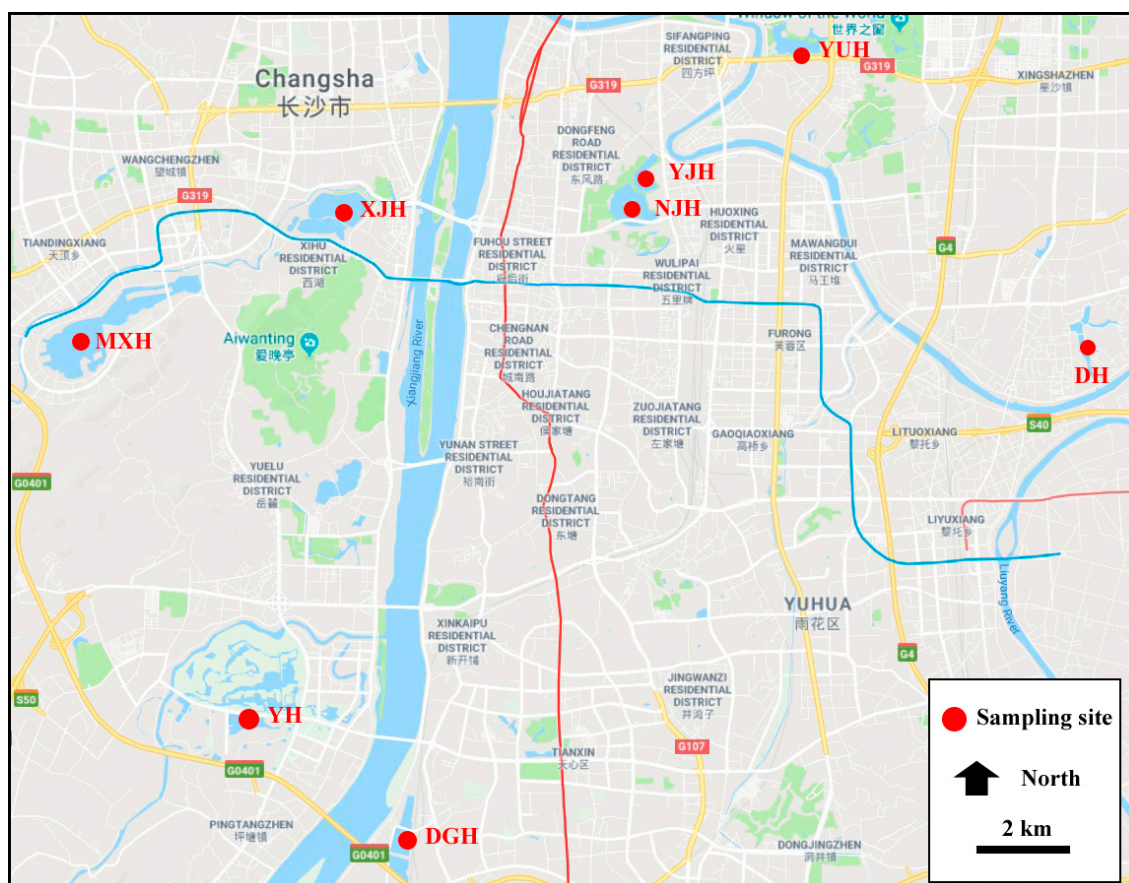 Window of the World
世界之窗
YUH
SIFANGPING
RESIDENTIAL
DISTRICT
四方坪
G319
XINGSHAZHEN
星沙镇
Changsha
长沙市
G319
DONGFENG
ROAD
RESIDENTIAL
DISTRICT
东风路
WANGCHENGZHEN
望城镇
G319
YJH
NJH
XJH
HUOXING
RESIDENTIAL
DISTRICT
火星
TIANDINGXIANG
天顶乡
XIHU
RESIDENTIAL
DISTRICT
西湖
FUHOU STREET
RESIDENTIAL
DISTRICT
后街
MAWANGDUI
RESIDENTIAL
DISTRICT
马王堆
G4
WULIPAI
RESIDENTIAL
DISTRICT
五里牌
MXH
Aiwanting
爱晚亭
Xiangjiang River
CHENGNAN
ROAD
RESIDENTIAL
DISTRICT
城南路
FURONG
芙蓉区
DH
HOUJIATANG
RESIDENTIAL
DISTRICT
侯家塘
ZUOJIATANG
RESIDENTIAL
DISTRICT
左家塘
GAOQIAOXIANG
高桥乡
LITUOXIANG
黎托乡
S40
YUNAN STREET
RESIDENTIAL
DISTRICT
裕南街
YUELU
RESIDENTIAL
DISTRICT
岳麓
G0401
DONGTANG
RESIDENTIAL
DISTRICT
东塘
LIYUXIANG
黎托乡
Liuyang River
YUHUA
雨花区
XINKAIPU
RESIDENTIAL
DISTRICT
新开铺
G4
JINGWANZI
RESIDENTIAL
DISTRICT
井湾子
S50
YH
G107
TIANXIN
天心区
G0401
PINGTANGZHEN
坪塘镇
DGH
G0401
DONGJINGZHEN
洞井镇
Sampling site
North
2 km